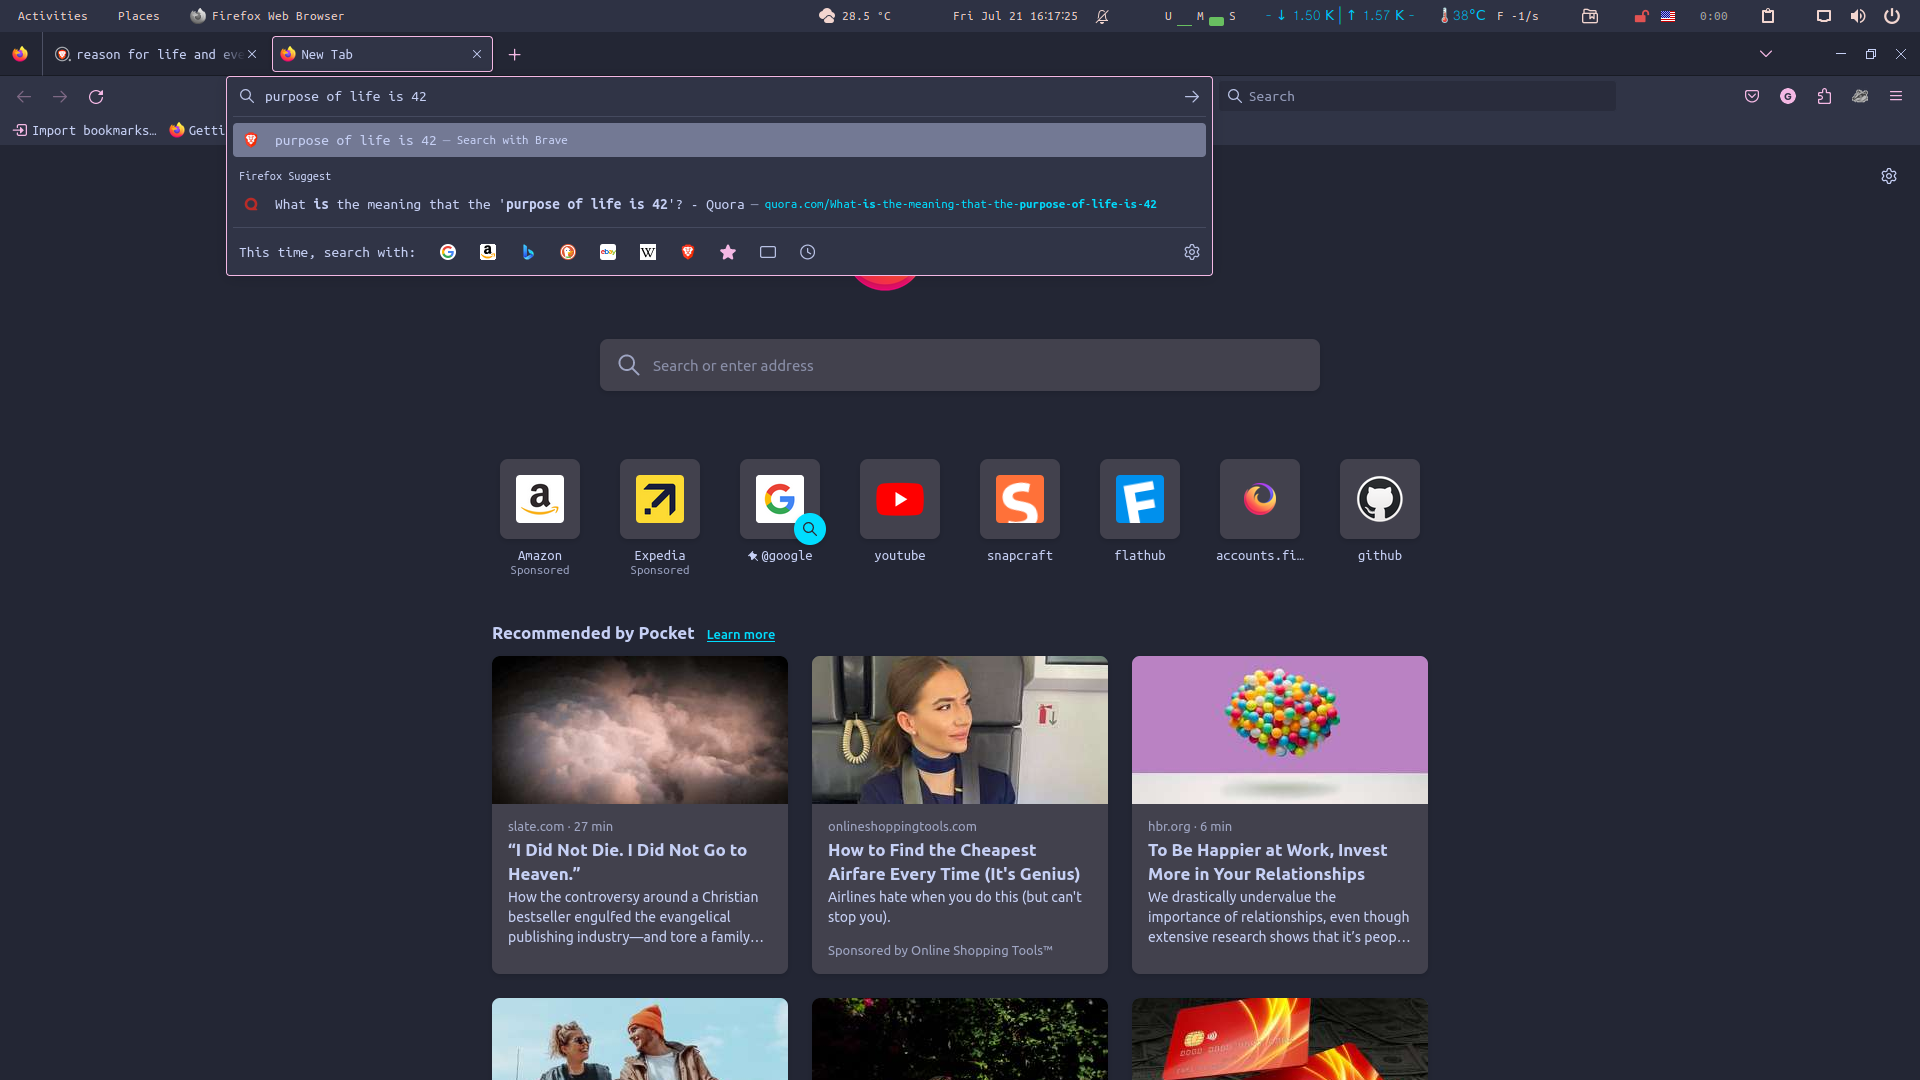 Activities Places Firefox Web Browser 28.5 °C Fri Jul 21 16:17:25 U M S - ↓ 1.50 K ↑ 1.57 K - 38°C F -1/s 0:00
reason for life and eve
New Tab
purpose of life is 42
Search
Import bookmarks… Getti
purpose of life is 42 — Search with Brave
Firefox Suggest
What is the meaning that the 'purpose of life is 42'? - Quora — quora.com/What-is-the-meaning-that-the-purpose-of-life-is-42
This time, search with:
Search or enter address
Amazon
Sponsored
Expedia
Sponsored
@google
youtube
snapcraft
flathub
accounts.fi…
github
Recommended by Pocket Learn more
slate.com · 27 min
“I Did Not Die. I Did Not Go to
Heaven.”
How the controversy around a Christian
bestseller engulfed the evangelical
publishing industry—and tore a family…
onlineshoppingtools.com
How to Find the Cheapest
Airfare Every Time (It's Genius)
Airlines hate when you do this (but can't
stop you).
Sponsored by Online Shopping Tools™
hbr.org · 6 min
To Be Happier at Work, Invest
More in Your Relationships
We drastically undervalue the
importance of relationships, even though
extensive research shows that it’s peop…